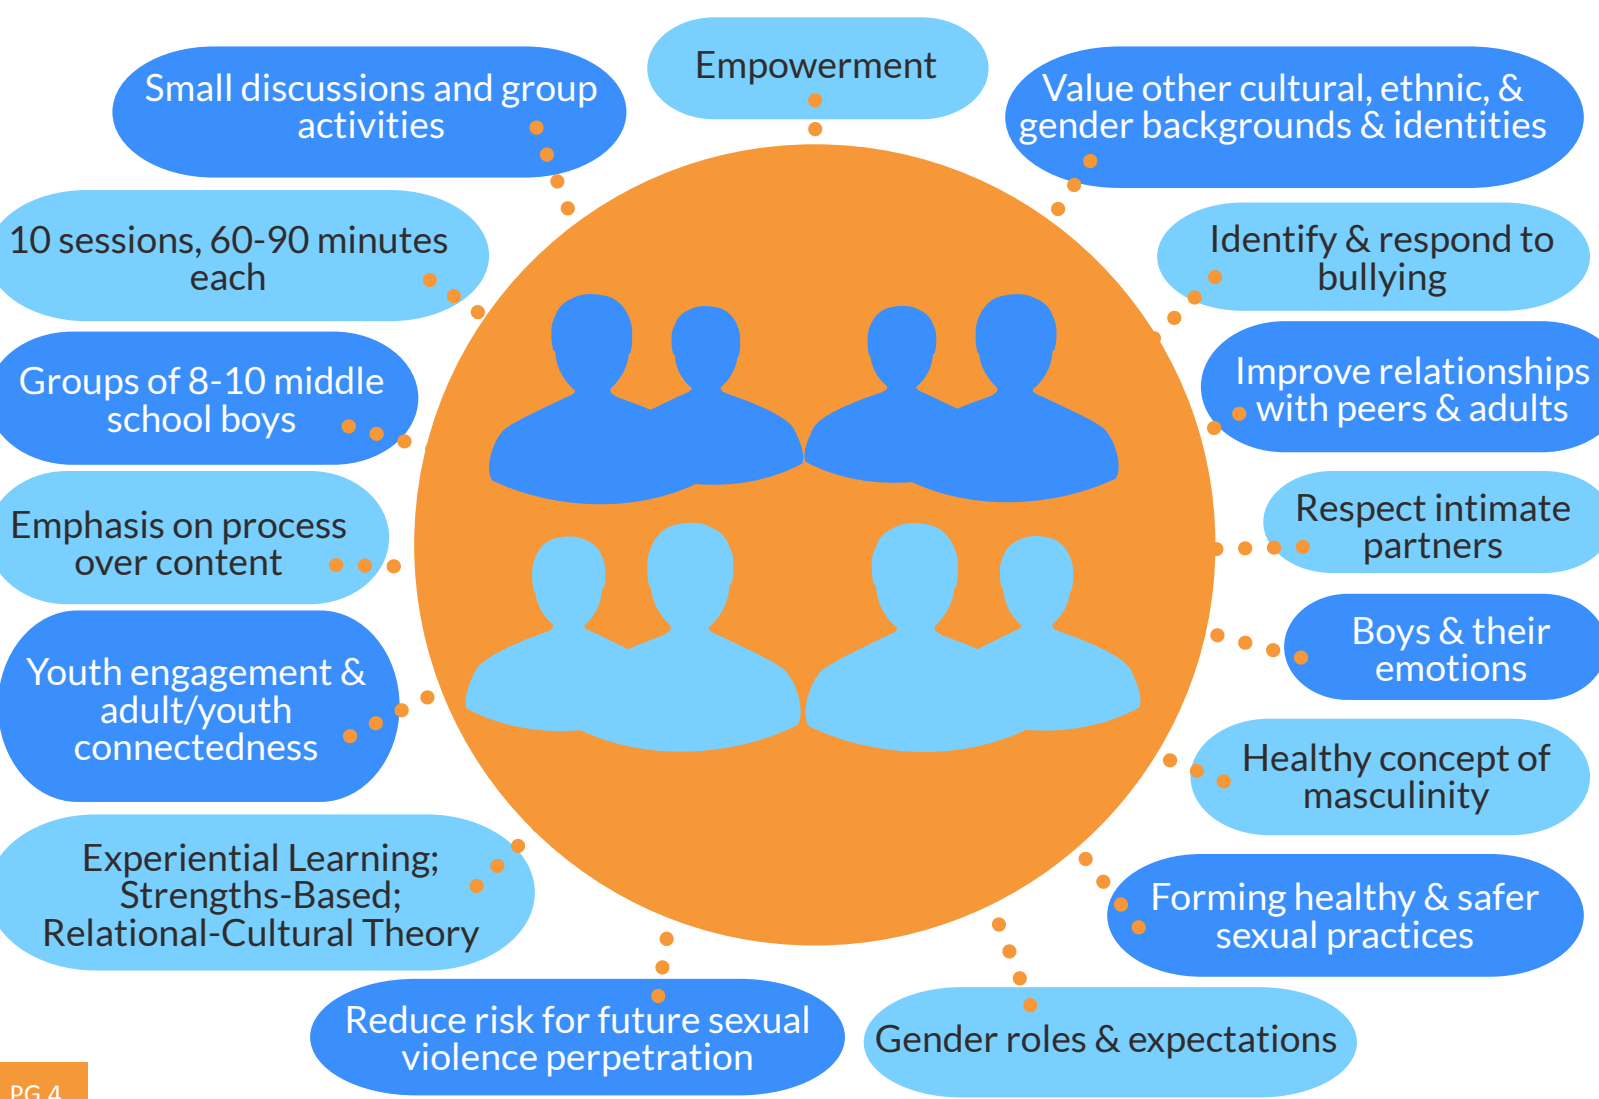 Empowerment
Small discussions and group
activities
10 sessions, 60-90 minutes
each
Groups of 8-10 middle
school boys
Emphasis on process
over content
Youth engagement &
adult/youth
connectedness
Experiential Learning;
Strengths-Based;
Relational-Cultural Theory
Reduce risk for future sexual
violence perpetration
Value other cultural, ethnic, &
gender backgrounds & identities
Identify & respond to
bullying
Improve relationships
with peers & adults
Respect intimate
partners
Boys & their
emotions
Healthy concept of
masculinity
Forming healthy & safer
sexual practices
Gender roles & expectations
PG 4